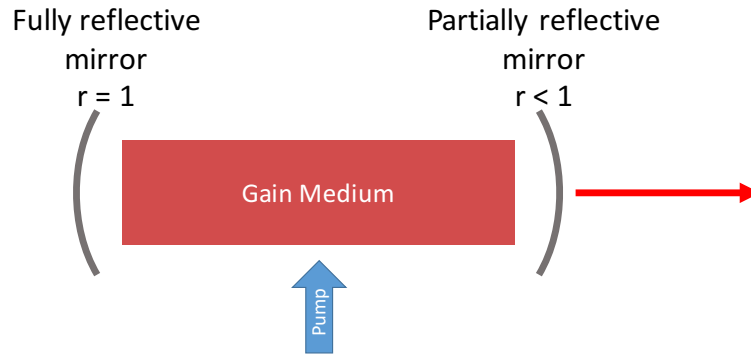 Fully reflective
mirror
r = 1
Partially reflective
mirror
r < 1
Gain Medium
Pump